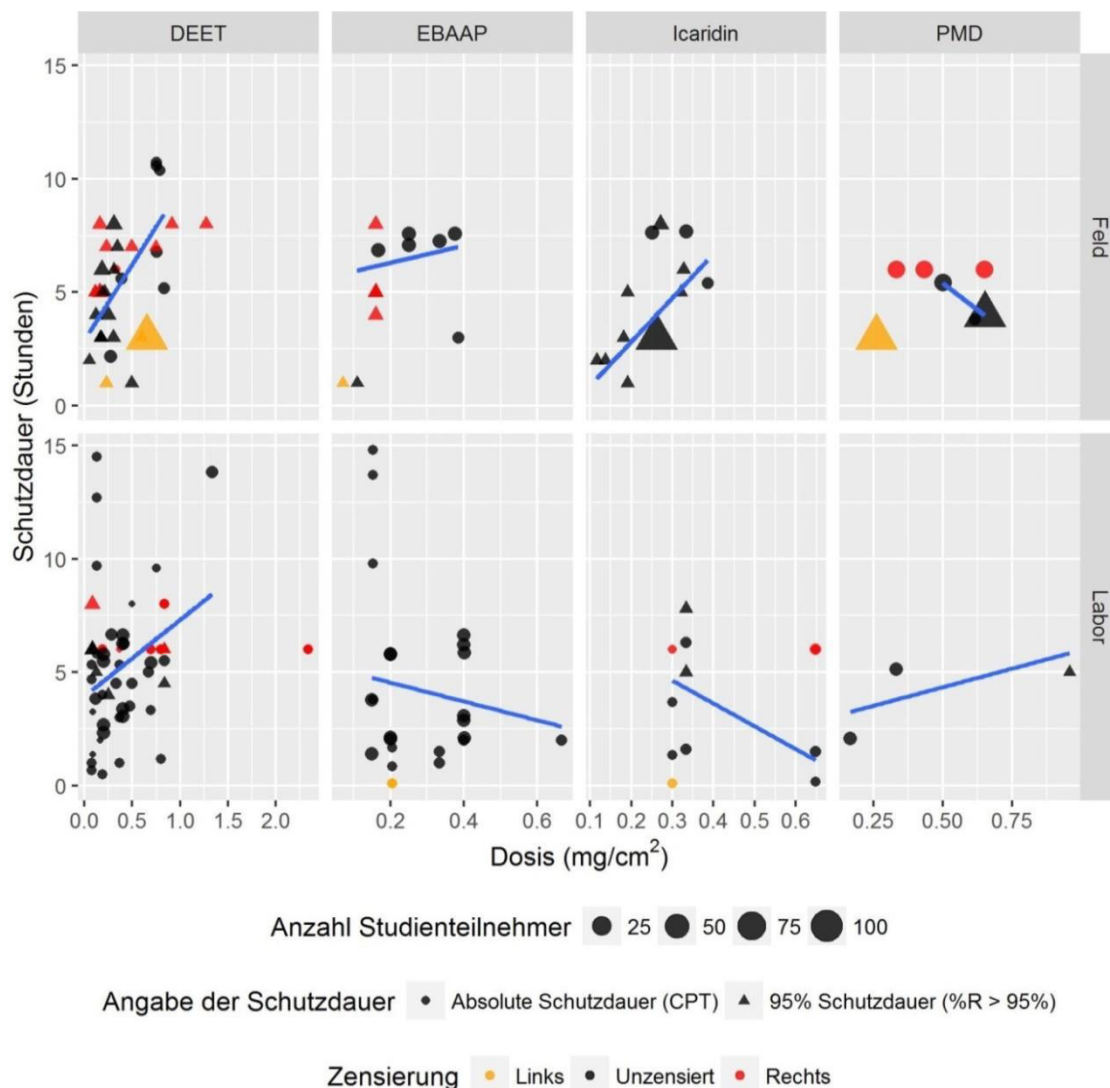 DEET EBAAP Icaridin PMD
15
10
5
0
Feld
15
10
5
0
Labor
Schutzdauer (Stunden)
0.0 0.5 1.0 1.5 2.0 0.2 0.4 0.6 0.1 0.2 0.3 0.4 0.5 0.6 0.25 0.50 0.75
Dosis (mg/cm²)
Anzahl Studienteilnehmer 25 50 75 100
Angabe der Schutzdauer Absolute Schutzdauer (CPT) 95% Schutzdauer (%R > 95%)
Zensierung Links Unzensiert Rechts